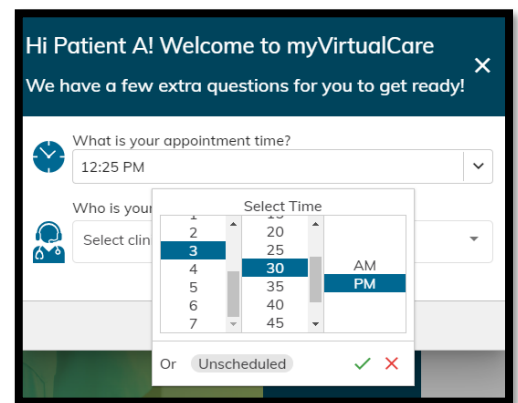 Hi Patient A! Welcome to myVirtualCare
We have a few extra questions for you to get ready!
What is your appointment time?
12:25 PM
Who is your
Select clin
Select Time
2 20
3 25
4 30 AM
5 35 PM
6 40
7 45
Or Unscheduled